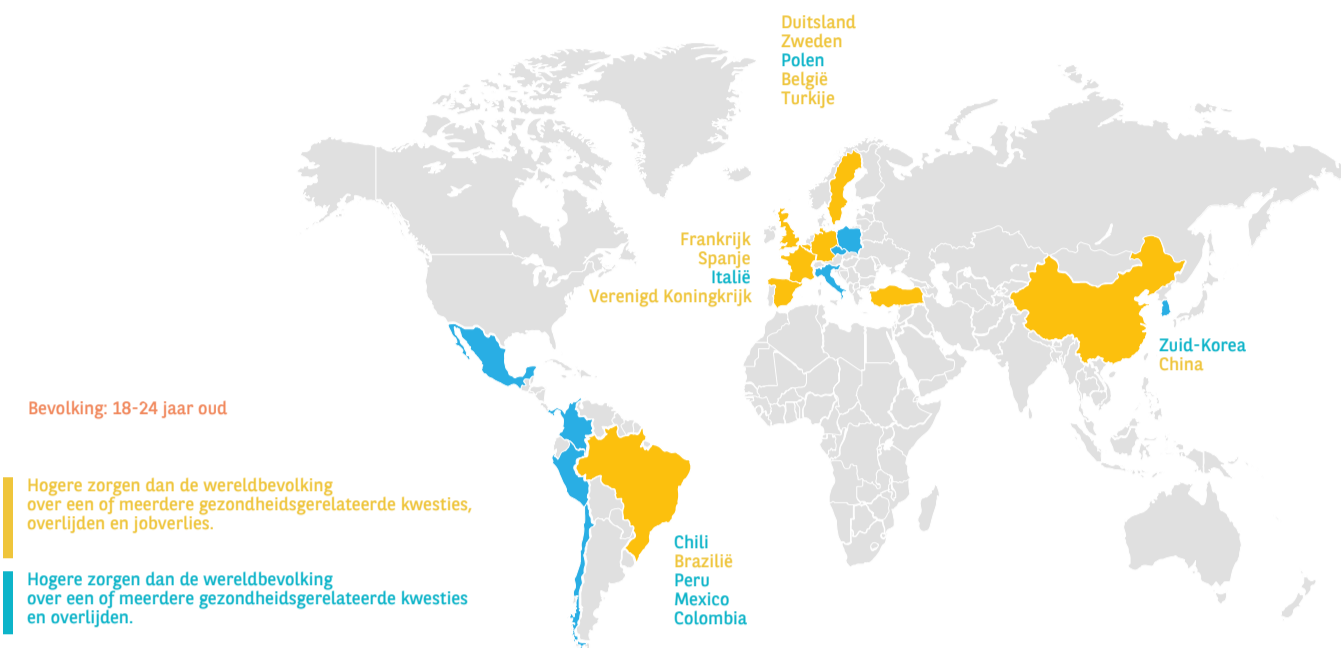 Duitsland
Zweden
Polen
België
Turkije
Frankrijk
Spanje
Italië
Verenigd Koningkrijk
Zuid-Korea
China
Bevolking: 18-24 jaar oud
Hogere zorgen dan de wereldbevolking
over een of meerdere gezondheidsgerelateerde kwesties,
overlijden en jobverlies.
Hogere zorgen dan de wereldbevolking
over een of meerdere gezondheidsgerelateerde kwesties
en overlijden.
Chili
Brazilië
Peru
Mexico
Colombia